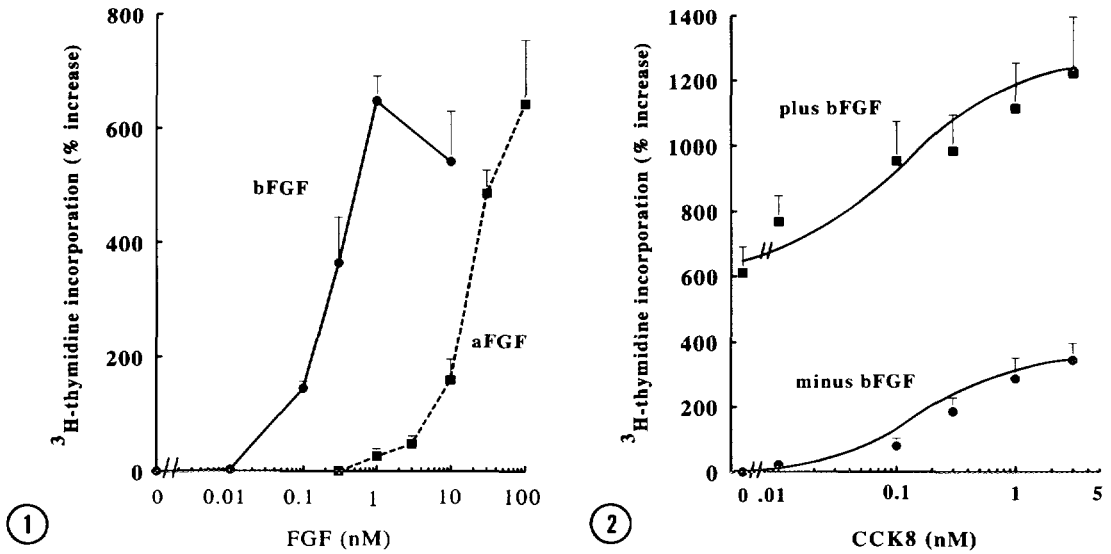 800
600
400
200
0
³H-thymidine incorporation (% increase)
bFGF
aFGF
0 0.01 0.1 1 10 100
FGF (nM)
1
1400
1200
1000
800
600
400
200
0
³H-thymidine incorporation (% increase)
plus bFGF
minus bFGF
0 .01 0.1 1 5
CCK8 (nM)
2